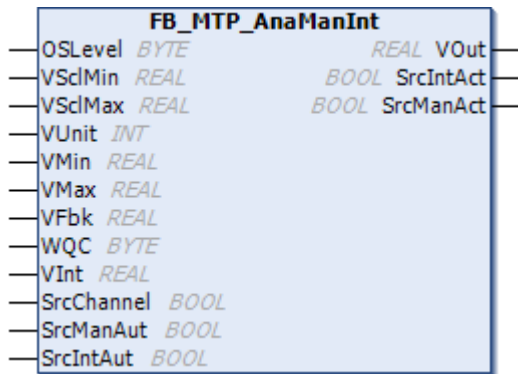 FB_MTP_AnaManInt
OSLevel BYTE REAL VOut
VSclMin REAL BOOL SrcIntAct
VSclMax REAL BOOL SrcManAct
VUnit INT
VMin REAL
VMax REAL
VFbk REAL
WQC BYTE
VInt REAL
SrcChannel BOOL
SrcManAut BOOL
SrcIntAut BOOL